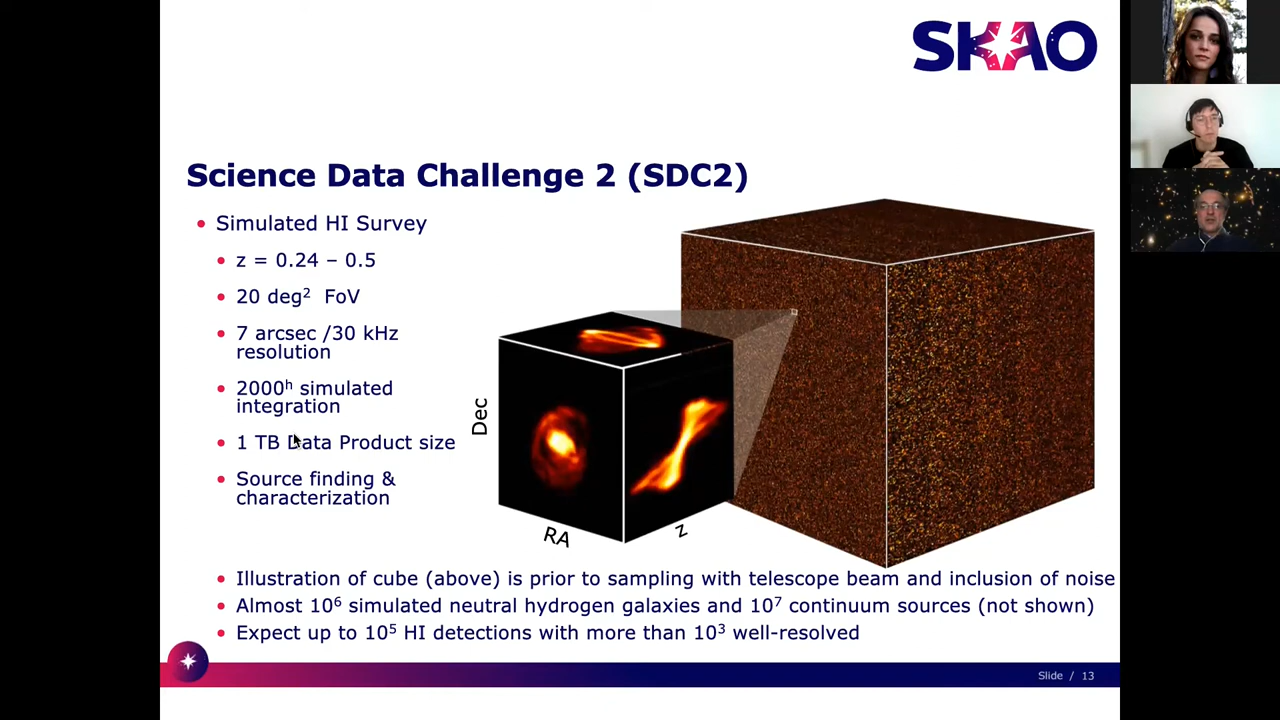 SKAO
Science Data Challenge 2 (SDC2)
• Simulated HI Survey
• z = 0.24 – 0.5
• 20 deg² FoV
• 7 arcsec /30 kHz
resolution
• 2000ʰ simulated
integration
• 1 TB Data Product size
• Source finding &
characterization
Dec
RA
z
• Illustration of cube (above) is prior to sampling with telescope beam and inclusion of noise
• Almost 10⁶ simulated neutral hydrogen galaxies and 10⁷ continuum sources (not shown)
• Expect up to 10⁵ HI detections with more than 10³ well-resolved
Slide / 13